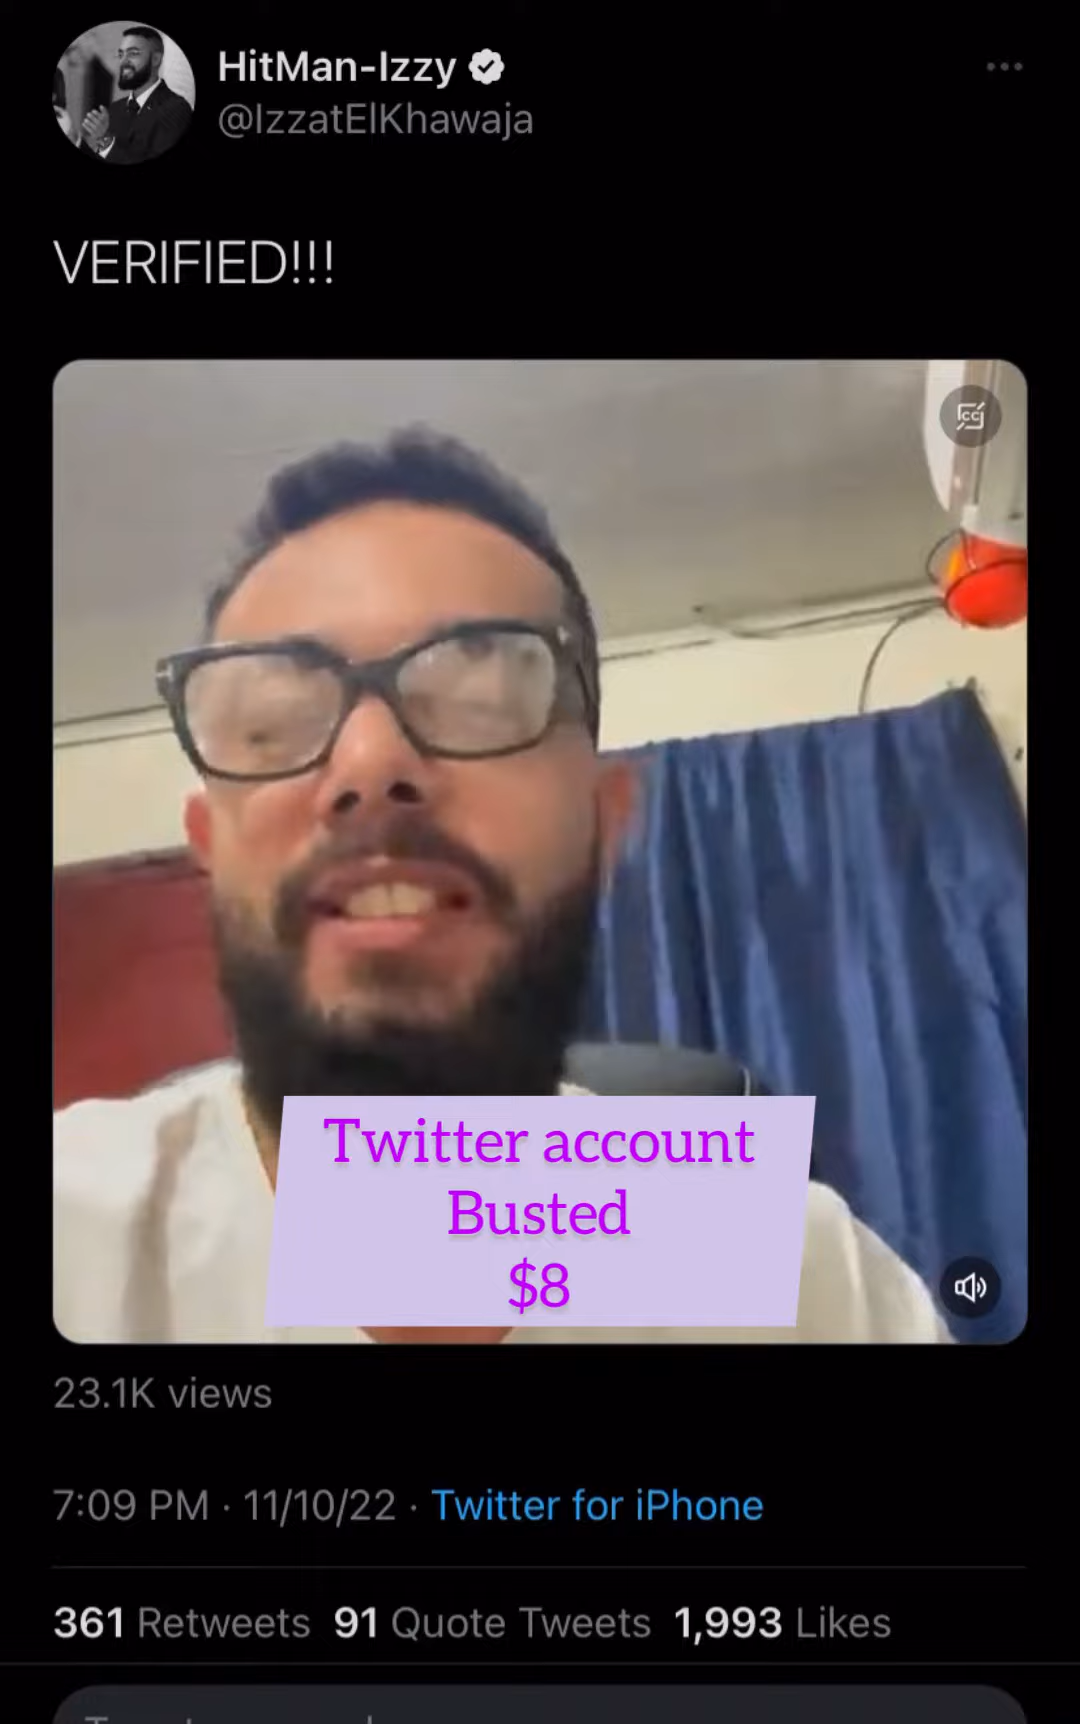 HitMan-Izzy
@IzzatElKhawaja
VERIFIED!!!
CC
Twitter account
Busted
$8
23.1K views
7:09 PM · 11/10/22 · Twitter for iPhone
361 Retweets 91 Quote Tweets 1,993 Likes